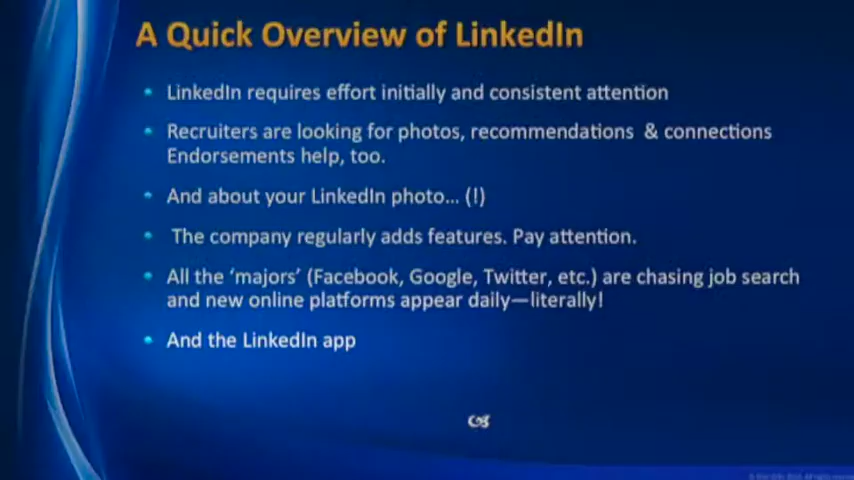 A Quick Overview of LinkedIn
• LinkedIn requires effort initially and consistent attention
• Recruiters are looking for photos, recommendations & connections
Endorsements help, too.
• And about your LinkedIn photo... (!)
• The company regularly adds features. Pay attention.
• All the ‘majors’ (Facebook, Google, Twitter, etc.) are chasing job search
and new online platforms appear daily—literally!
• And the LinkedIn app